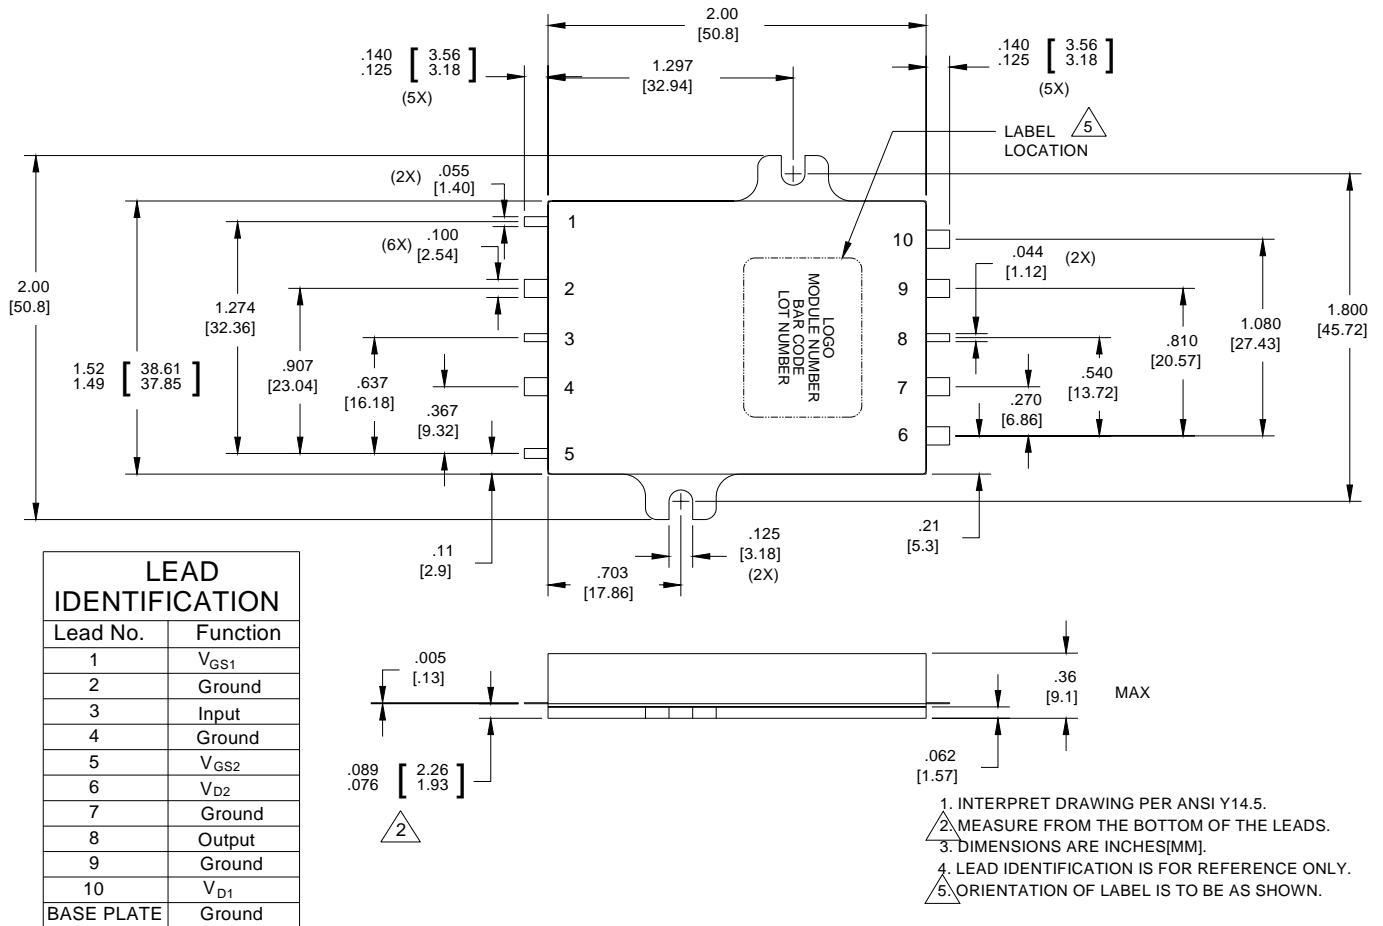 2.00
[50.8]
.140
.125 [ 3.56
3.18 ]
(5X)
1.297
[32.94]
.140
.125 [ 3.56
3.18 ]
(5X)
LABEL 5
LOCATION
(2X) .055
[1.40]
(6X) .100
[2.54]
2.00
[50.8]
1.52
1.49 [ 38.61
37.85 ]
1.274
[32.36]
.907
[23.04]
.637
[16.18]
.367
[9.32]
1
2
3
4
5
10
9
8
7
6
LOGO
MODULE NUMBER
BAR CODE
LOT NUMBER
.044 (2X)
[1.12]
1.800
[45.72]
1.080
[27.43]
.810
[20.57]
.540
[13.72]
.270
[6.86]
.11
[2.9]
.703
[17.86]
.125
[3.18]
(2X)
.21
[5.3]
LEAD
IDENTIFICATION
Lead No. Function
1 VGS1
2 Ground
3 Input
4 Ground
5 VGS2
6 VD2
7 Ground
8 Output
9 Ground
10 VD1
BASE PLATE Ground
.005
[.13]
.089
.076 [ 2.26
1.93 ]
2
.36
[9.1] MAX
.062
[1.57]
1. INTERPRET DRAWING PER ANSI Y14.5.
2. MEASURE FROM THE BOTTOM OF THE LEADS.
3. DIMENSIONS ARE INCHES[MM].
4. LEAD IDENTIFICATION IS FOR REFERENCE ONLY.
5. ORIENTATION OF LABEL IS TO BE AS SHOWN.